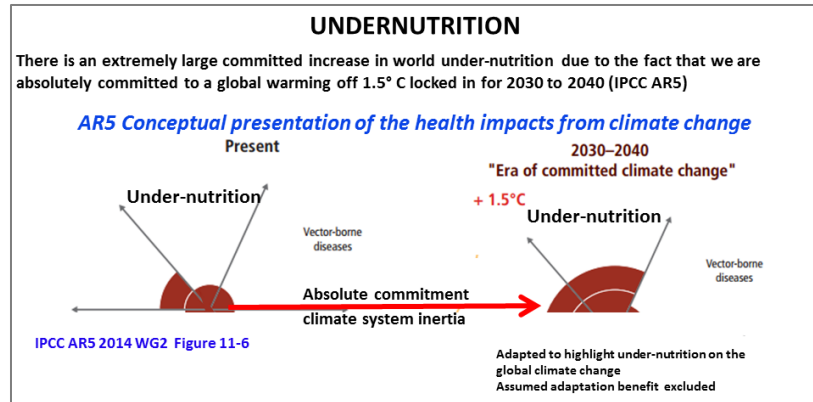 UNDERNUTRITION
There is an extremely large committed increase in world under-nutrition due to the fact that we are
absolutely committed to a global warming off 1.5° C locked in for 2030 to 2040 (IPCC AR5)
AR5 Conceptual presentation of the health impacts from climate change
Present
Under-nutrition
Vector-borne
diseases
2030–2040
"Era of committed climate change"
+ 1.5°C
Under-nutrition
Vector-borne
diseases
Absolute commitment
climate system inertia
IPCC AR5 2014 WG2 Figure 11-6
Adapted to highlight under-nutrition on the
global climate change
Assumed adaptation benefit excluded